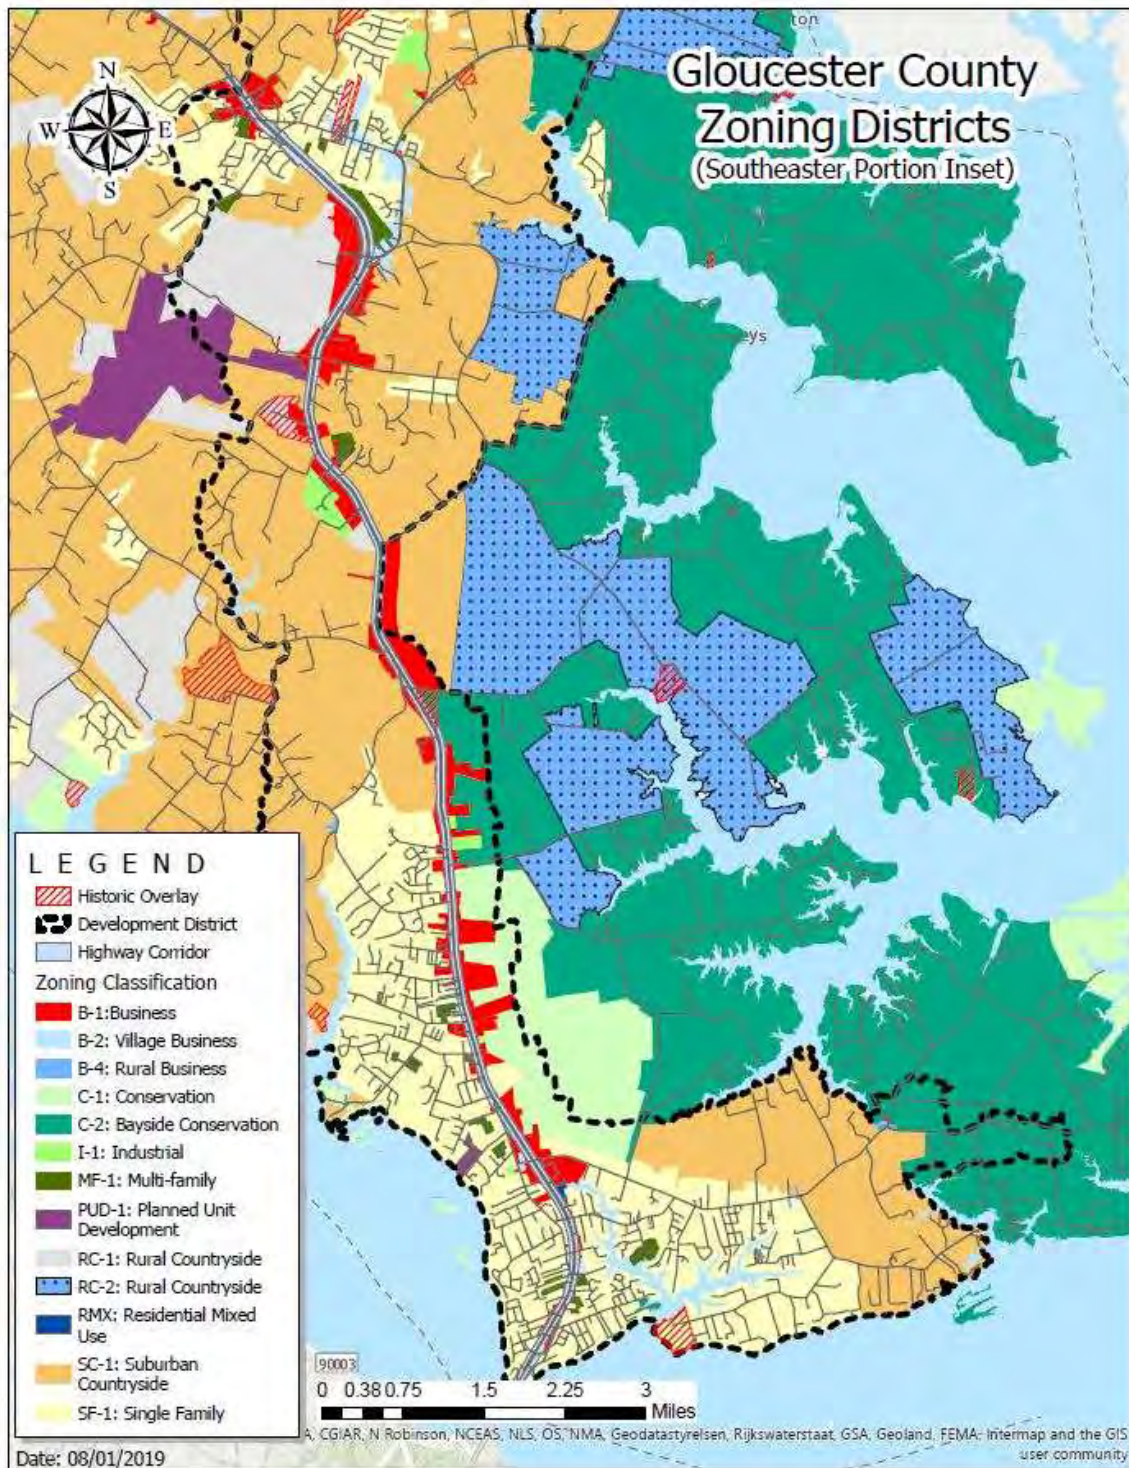 ton
Gloucester County
Zoning Districts
(Southeaster Portion Inset)
N
W E
S
eys
L E G E N D
Historic Overlay
Development District
Highway Corridor
Zoning Classification
B-1:Business
B-2: Village Business
B-4: Rural Business
C-1: Conservation
C-2: Bayside Conservation
I-1: Industrial
MF-1: Multi-family
PUD-1: Planned Unit
Development
RC-1: Rural Countryside
RC-2: Rural Countryside
RMX: Residential Mixed
Use
SC-1: Suburban
Countryside
SF-1: Single Family
90003
0 0.38 0.75 1.5 2.25 3
Miles
A, CGIAR, N Robinson, NCEAS, NLS, OS, NMA, Geodatastyrelsen, Rijkswaterstaat, GSA, Geoland, FEMA, Intermap and the GIS
user community
Date: 08/01/2019